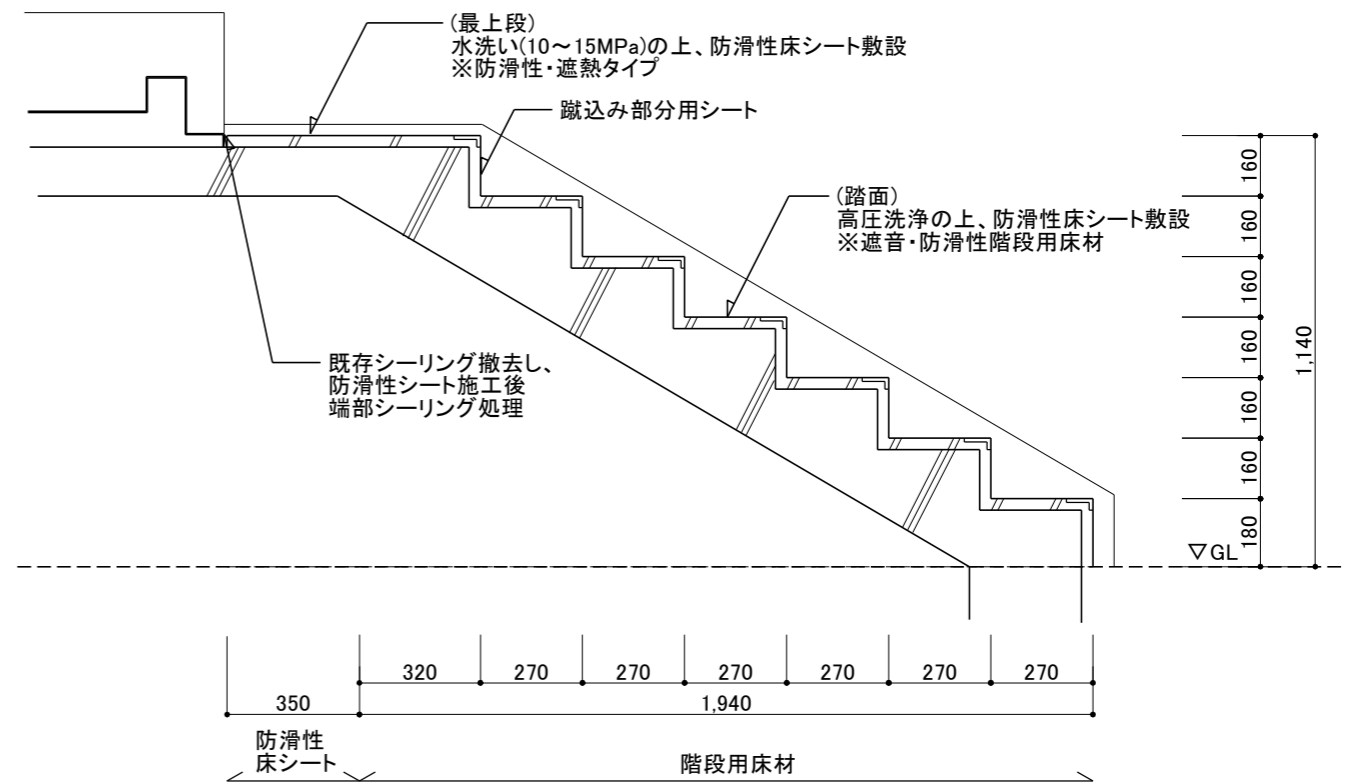 (最上段)
水洗い(10～15MPa)の上、防滑性床シート敷設
※防滑性・遮熱タイプ
蹴込み部分用シート
(踏面)
高圧洗浄の上、防滑性床シート敷設
※遮音・防滑性階段用床材
既存シーリング撤去し、
防滑性シート施工後
端部シーリング処理
160
160
160
160
160
160
180
1,140
▽GL
320
270
270
270
270
270
270
350
1,940
防滑性
床シート
階段用床材